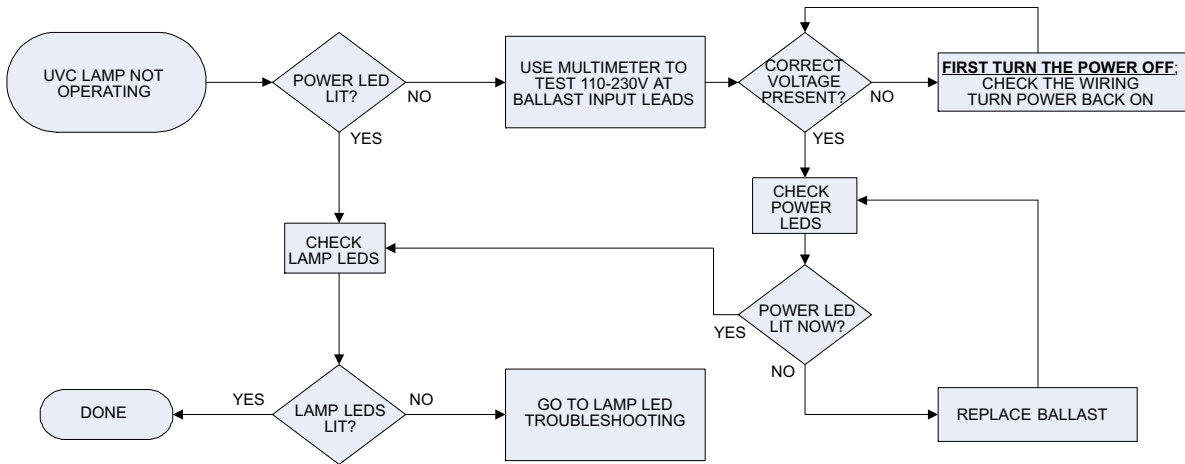 UVC LAMP NOT
OPERATING
POWER LED
LIT?
NO
YES
USE MULTIMETER TO
TEST 110-230V AT
BALLAST INPUT LEADS
CORRECT
VOLTAGE
PRESENT?
NO
YES
FIRST TURN THE POWER OFF;
CHECK THE WIRING
TURN POWER BACK ON
CHECK
POWER
LEDS
CHECK
LAMP LEDS
POWER LED
LIT NOW?
YES
NO
REPLACE BALLAST
LAMP LEDS
LIT?
YES
NO
DONE
GO TO LAMP LED
TROUBLESHOOTING